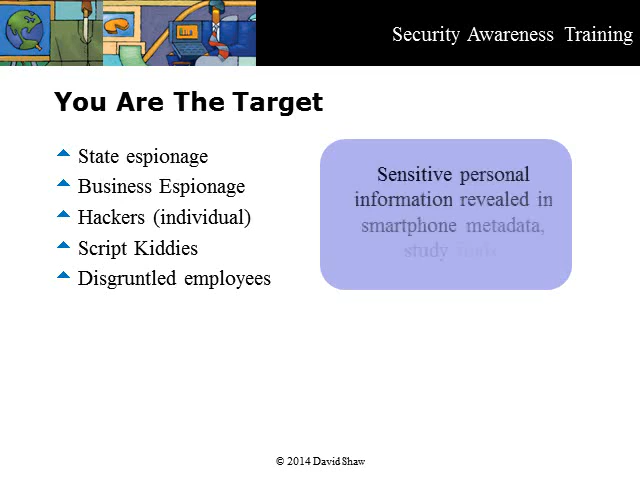 Security Awareness Training
You Are The Target
State espionage
Business Espionage
Hackers (individual)
Script Kiddies
Disgruntled employees
Sensitive personal
information revealed in
smartphone metadata,
study
© 2014 David Shaw